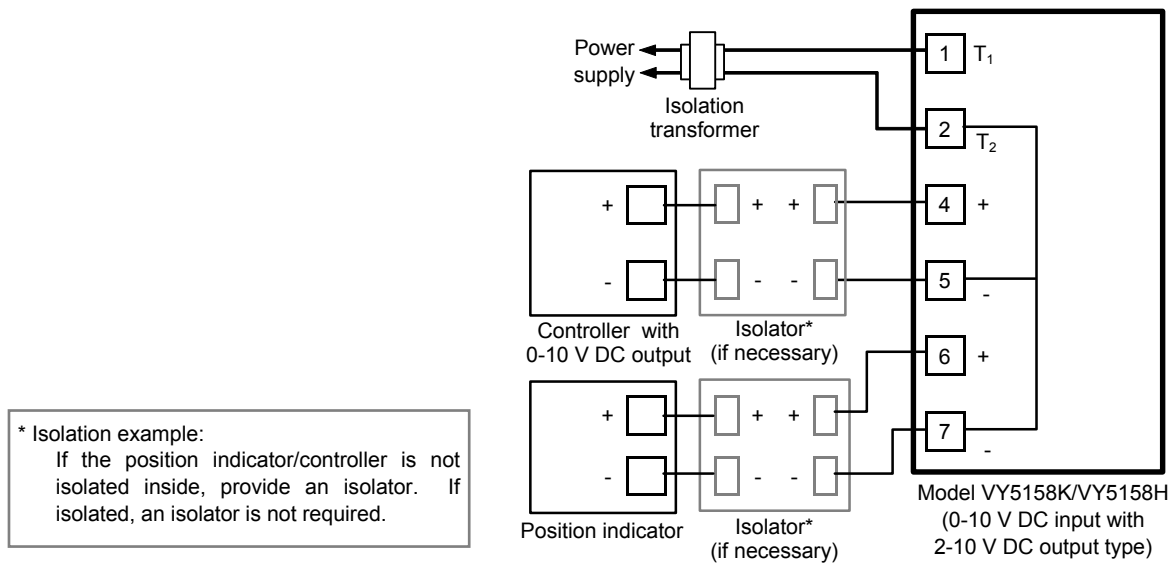 Power
supply
Isolation
transformer
1 T₁
2 T₂
4 +
5 -
6 +
7 -
+ + +
- - -
Controller with
0-10 V DC output
Isolator*
(if necessary)
+ + +
- - -
Position indicator
Isolator*
(if necessary)
Model VY5158K/VY5158H
(0-10 V DC input with
2-10 V DC output type)
* Isolation example:
If the position indicator/controller is not
isolated inside, provide an isolator. If
isolated, an isolator is not required.